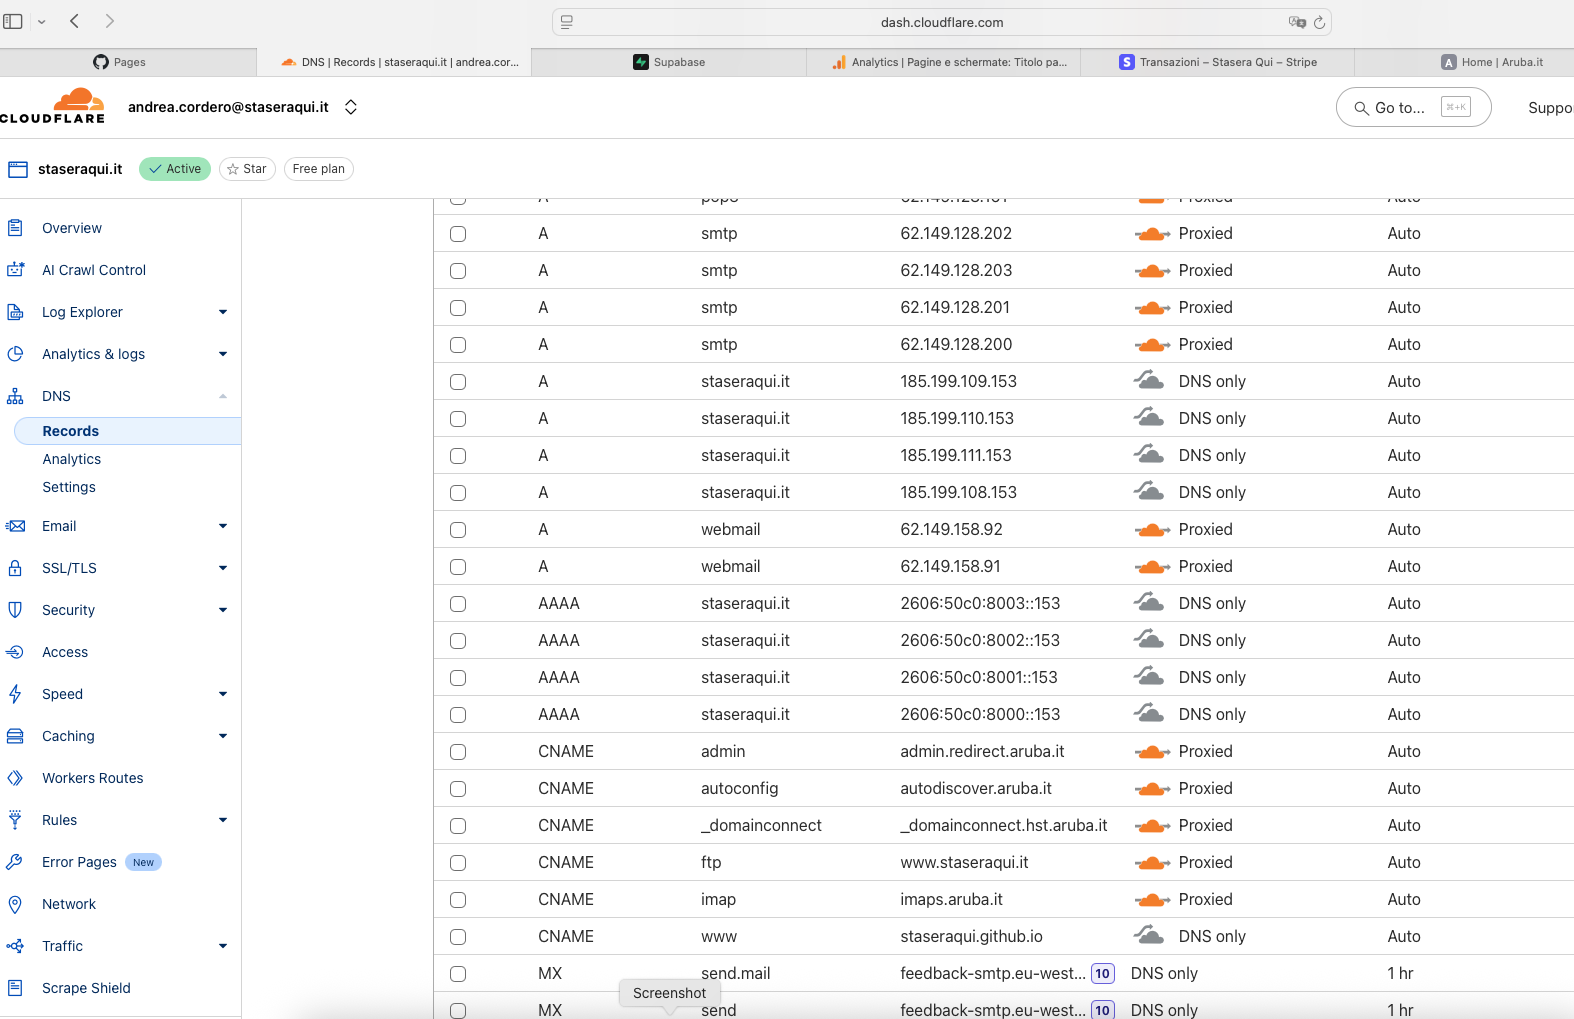 dash.cloudflare.com
Pages
DNS | Records | staseraqui.it | andrea.cor...
Supabase
Analytics | Pagine e schermate: Titolo pa...
S Transazioni – Stasera Qui – Stripe
A Home | Aruba.it
CLOUDFLARE
andrea.cordero@staseraqui.it
Go to... ⌘+K
Suppo
staseraqui.it Active Star Free plan
Overview
AI Crawl Control
Log Explorer
Analytics & logs
DNS
Records
Analytics
Settings
Email
SSL/TLS
Security
Access
Speed
Caching
Workers Routes
Rules
Error Pages New
Network
Traffic
Scrape Shield
A pop3 62.149.128.161 Proxied Auto
A smtp 62.149.128.202 Proxied Auto
A smtp 62.149.128.203 Proxied Auto
A smtp 62.149.128.201 Proxied Auto
A smtp 62.149.128.200 Proxied Auto
A staseraqui.it 185.199.109.153 DNS only Auto
A staseraqui.it 185.199.110.153 DNS only Auto
A staseraqui.it 185.199.111.153 DNS only Auto
A staseraqui.it 185.199.108.153 DNS only Auto
A webmail 62.149.158.92 Proxied Auto
A webmail 62.149.158.91 Proxied Auto
AAAA staseraqui.it 2606:50c0:8003::153 DNS only Auto
AAAA staseraqui.it 2606:50c0:8002::153 DNS only Auto
AAAA staseraqui.it 2606:50c0:8001::153 DNS only Auto
AAAA staseraqui.it 2606:50c0:8000::153 DNS only Auto
CNAME admin admin.redirect.aruba.it Proxied Auto
CNAME autoconfig autodiscover.aruba.it Proxied Auto
CNAME _domainconnect _domainconnect.hst.aruba.it Proxied Auto
CNAME ftp www.staseraqui.it Proxied Auto
CNAME imap imaps.aruba.it Proxied Auto
CNAME www staseraqui.github.io DNS only Auto
MX send.mail feedback-smtp.eu-west... 10 DNS only 1 hr
Screenshot
MX send feedback-smtp.eu-west... 10 DNS only 1 hr